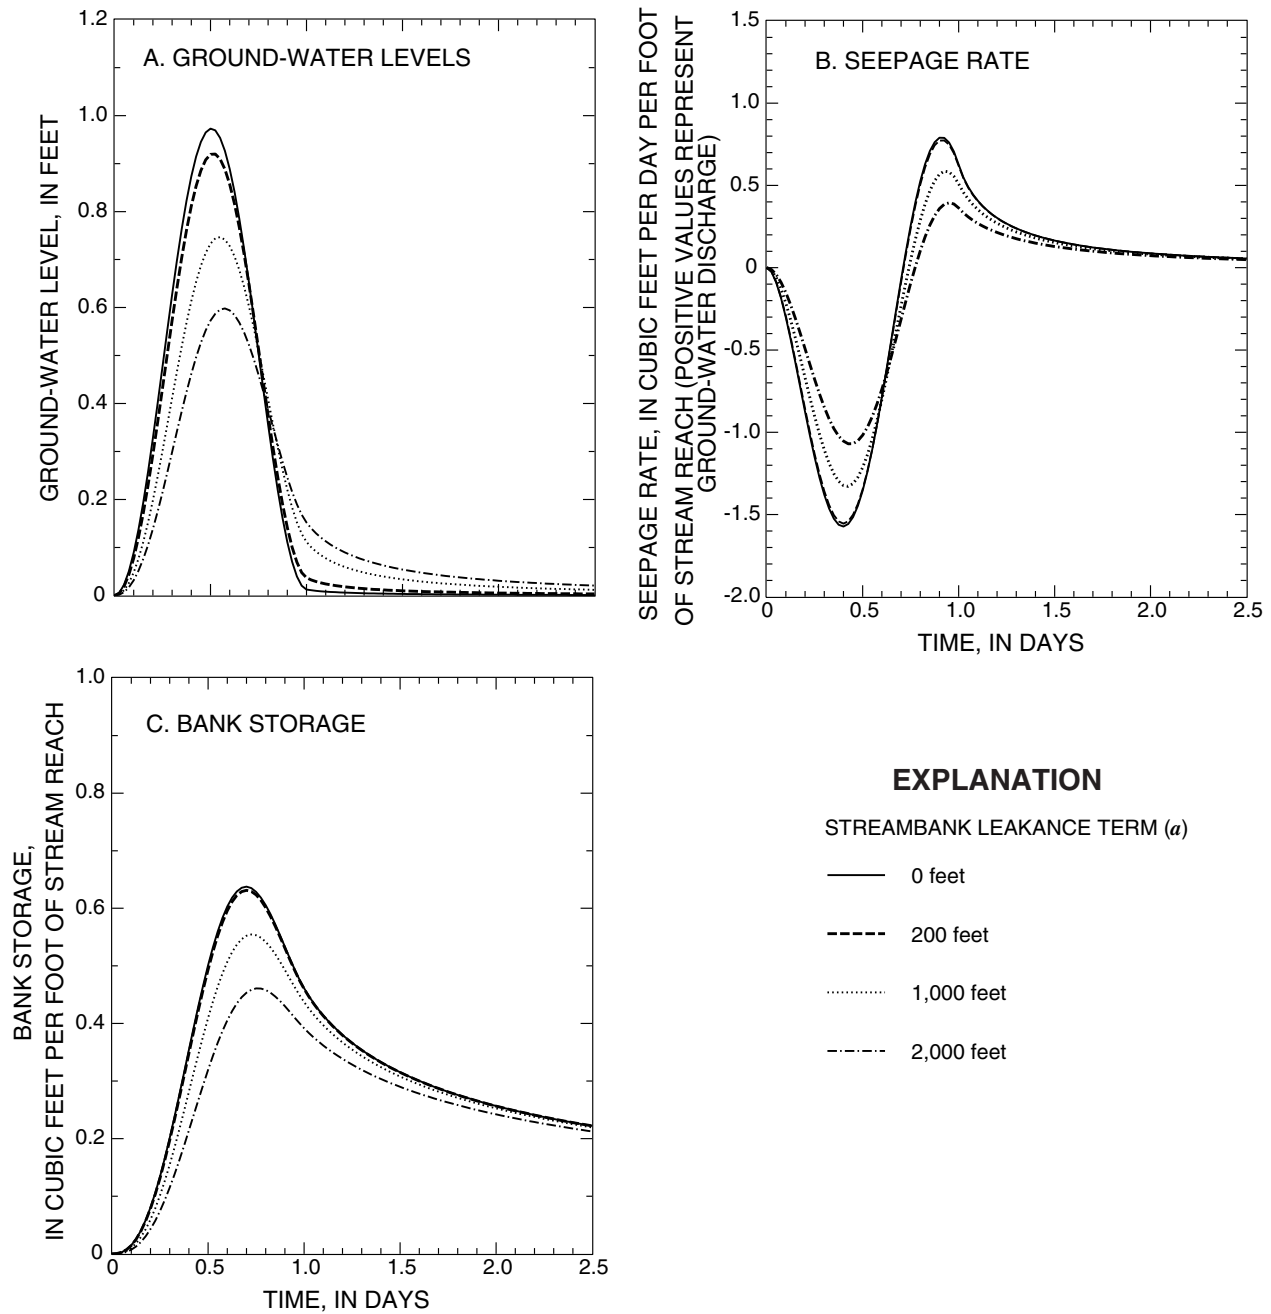 A. GROUND-WATER LEVELS
GROUND-WATER LEVEL, IN FEET
1.2
1.0
0.8
0.6
0.4
0.2
0
B. SEEPAGE RATE
SEEPAGE RATE, IN CUBIC FEET PER DAY PER FOOT
OF STREAM REACH (POSITIVE VALUES REPRESENT
GROUND-WATER DISCHARGE)
1.5
1.0
0.5
0
-0.5
-1.0
-1.5
-2.0
0 0.5 1.0 1.5 2.0 2.5
TIME, IN DAYS
C. BANK STORAGE
BANK STORAGE,
IN CUBIC FEET PER FOOT OF STREAM REACH
1.0
0.8
0.6
0.4
0.2
0
0 0.5 1.0 1.5 2.0 2.5
TIME, IN DAYS
EXPLANATION
STREAMBANK LEAKANCE TERM (a)
0 feet
200 feet
1,000 feet
2,000 feet